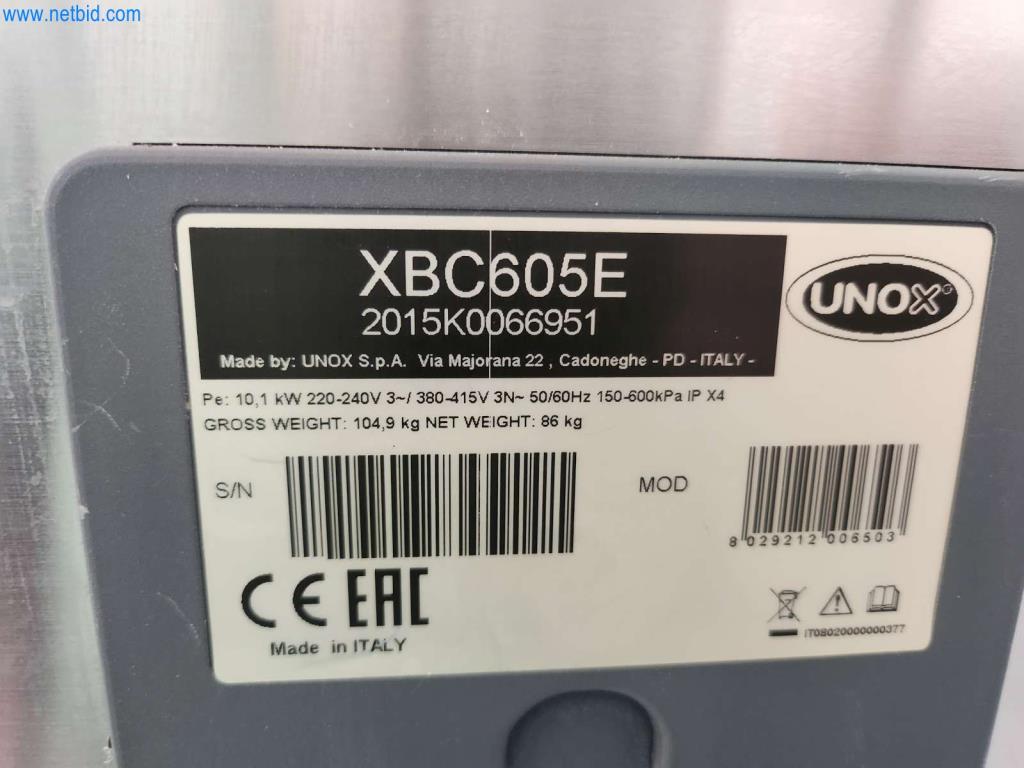 www.netbid.com
XBC605E
2015K0066951
Made by: UNOX S.p.A. Via Majorana 22 , Cadoneghe - PD - ITALY -
UNOX
Pe: 10,1 kW 220-240V 3~/ 380-415V 3N~ 50/60Hz 150-600kPa IP X4
GROSS WEIGHT: 104,9 kg NET WEIGHT: 86 kg
S/N
MOD
8 029212 006503
CE EAC
Made in ITALY
IT08020000000377